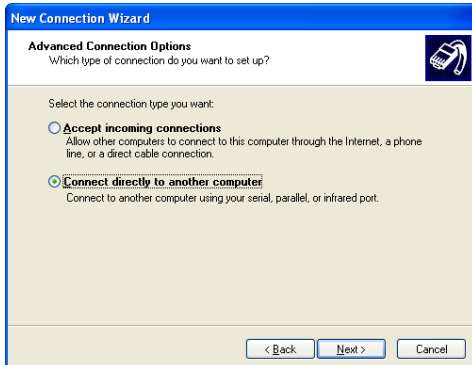 New Connection Wizard
Advanced Connection Options
Which type of connection do you want to set up?
Select the connection type you want:
Accept incoming connections
Allow other computers to connect to this computer through the Internet, a phone
line, or a direct cable connection.
Connect directly to another computer
Connect to another computer using your serial, parallel, or infrared port.
< Back
Next >
Cancel